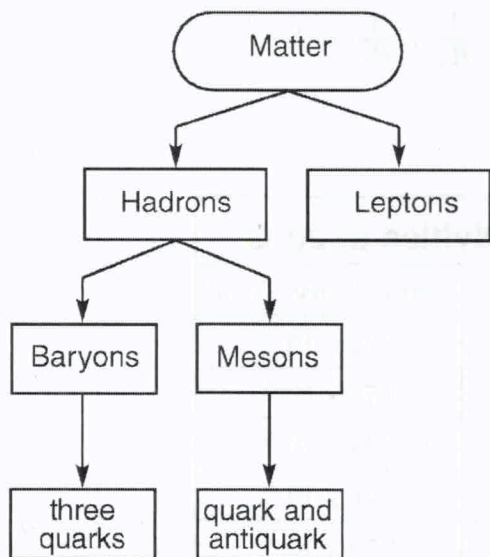 Matter
Hadrons
Leptons
Baryons
Mesons
three
quarks
quark and
antiquark